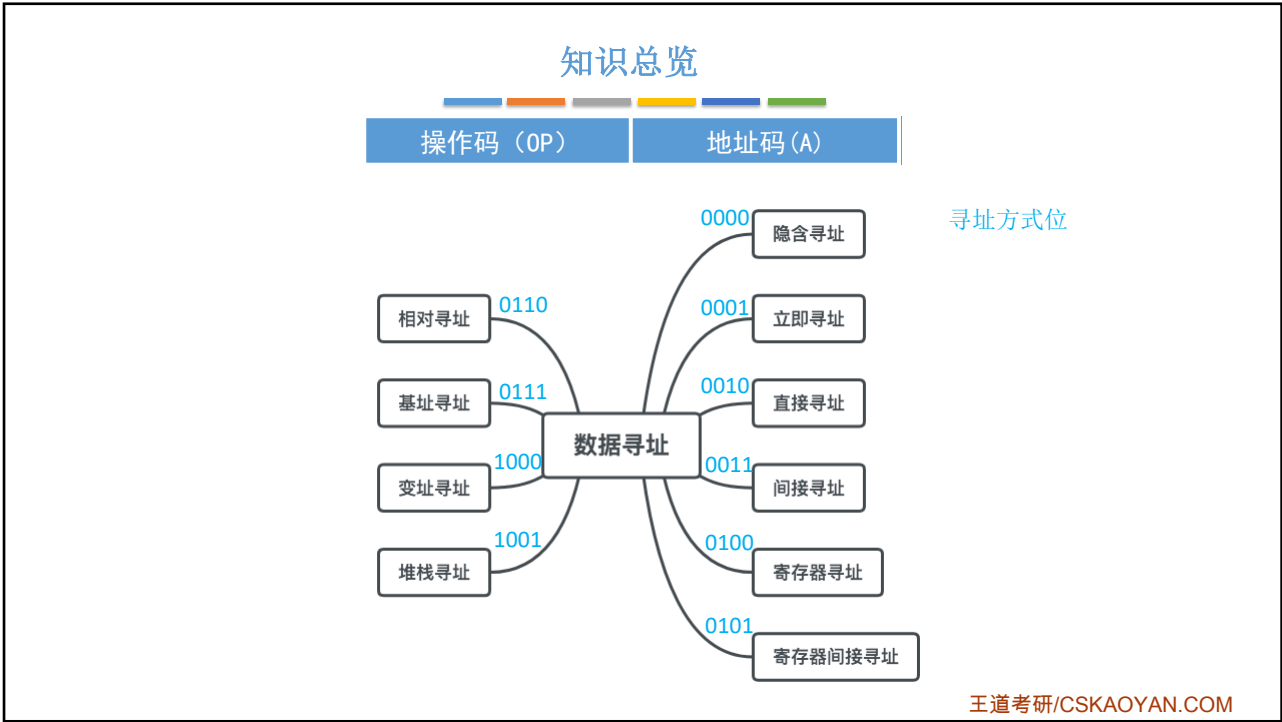 知识总览
操作码（OP）
地址码(A)
寻址方式位
0000
隐含寻址
0110
相对寻址
0001
立即寻址
0111
基址寻址
0010
直接寻址
数据寻址
1000
变址寻址
0011
间接寻址
1001
堆栈寻址
0100
寄存器寻址
0101
寄存器间接寻址
王道考研/CSKAOYAN.COM